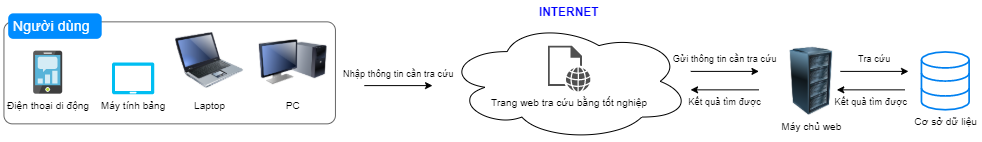 INTERNET
Người dùng
Điện thoại di động
Máy tính bảng
Laptop
PC
Nhập thông tin cần tra cứu
Trang web tra cứu bằng tốt nghiệp
Gửi thông tin cần tra cứu
Kết quả tìm được
Máy chủ web
Tra cứu
Kết quả tìm được
Cơ sở dữ liệu